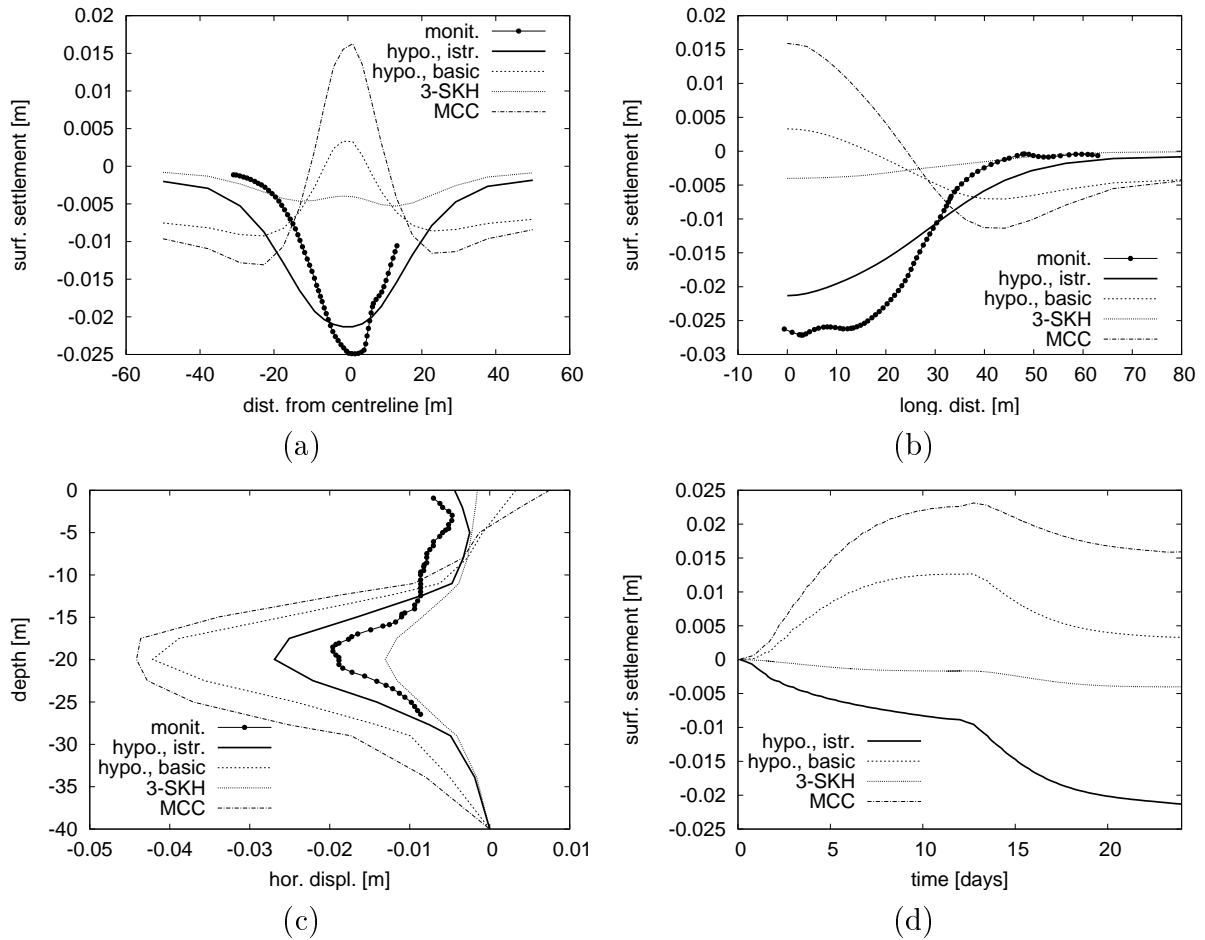 surf. settlement [m]
0.02
0.015
0.01
0.005
0
-0.005
-0.01
-0.015
-0.02
-0.025
-60
-40
-20
0
20
40
60
dist. from centreline [m]
monit.
hypo., istr.
hypo., basic
3-SKH
MCC
(a)
surf. settlement [m]
0.02
0.015
0.01
0.005
0
-0.005
-0.01
-0.015
-0.02
-0.025
-0.03
-10
0
10
20
30
40
50
60
70
80
long. dist. [m]
monit.
hypo., istr.
hypo., basic
3-SKH
MCC
(b)
depth [m]
0
-5
-10
-15
-20
-25
-30
-35
-40
-0.05
-0.04
-0.03
-0.02
-0.01
0
0.01
hor. displ. [m]
monit.
hypo., istr.
hypo., basic
3-SKH
MCC
(c)
surf. settlement [m]
0.025
0.02
0.015
0.01
0.005
0
-0.005
-0.01
-0.015
-0.02
-0.025
0
5
10
15
20
time [days]
hypo., istr.
hypo., basic
3-SKH
MCC
(d)